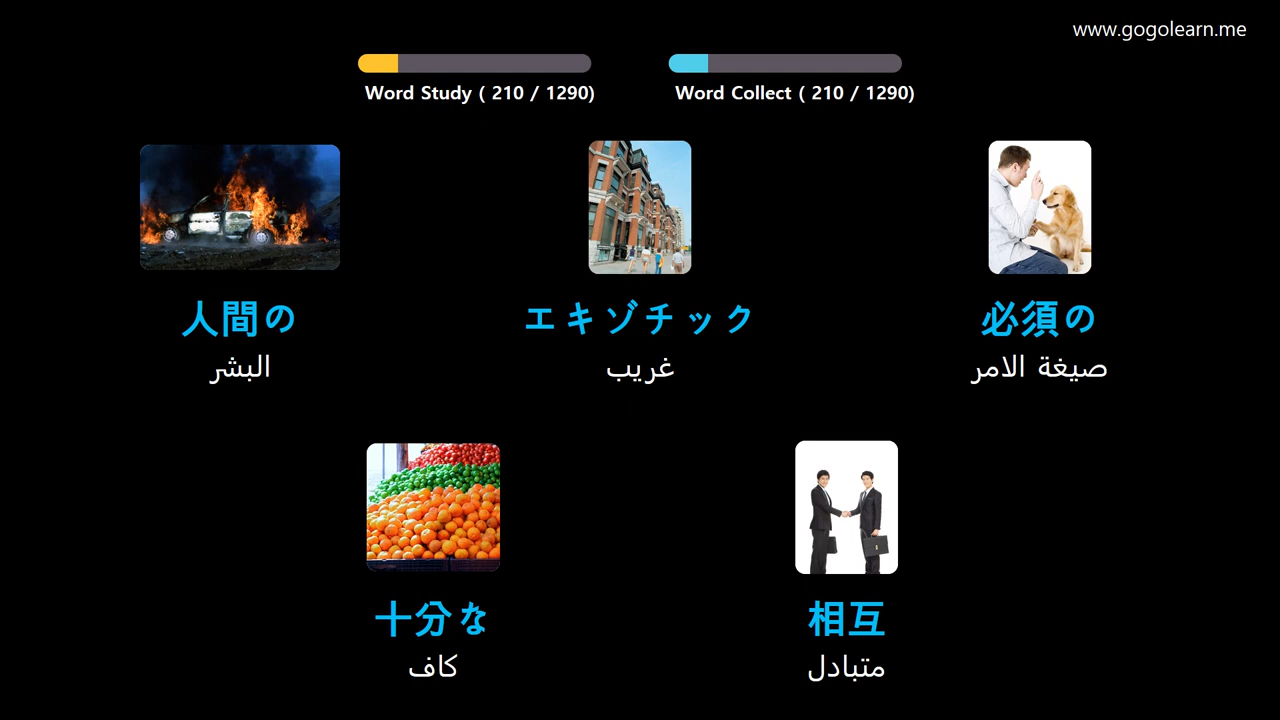 www.gogolearn.me
Word Study ( 210 / 1290)
Word Collect ( 210 / 1290)
人間の
البشر
エキゾチック
غريب
必須の
صيغة الامر
十分な
كاف
相互
متبادل